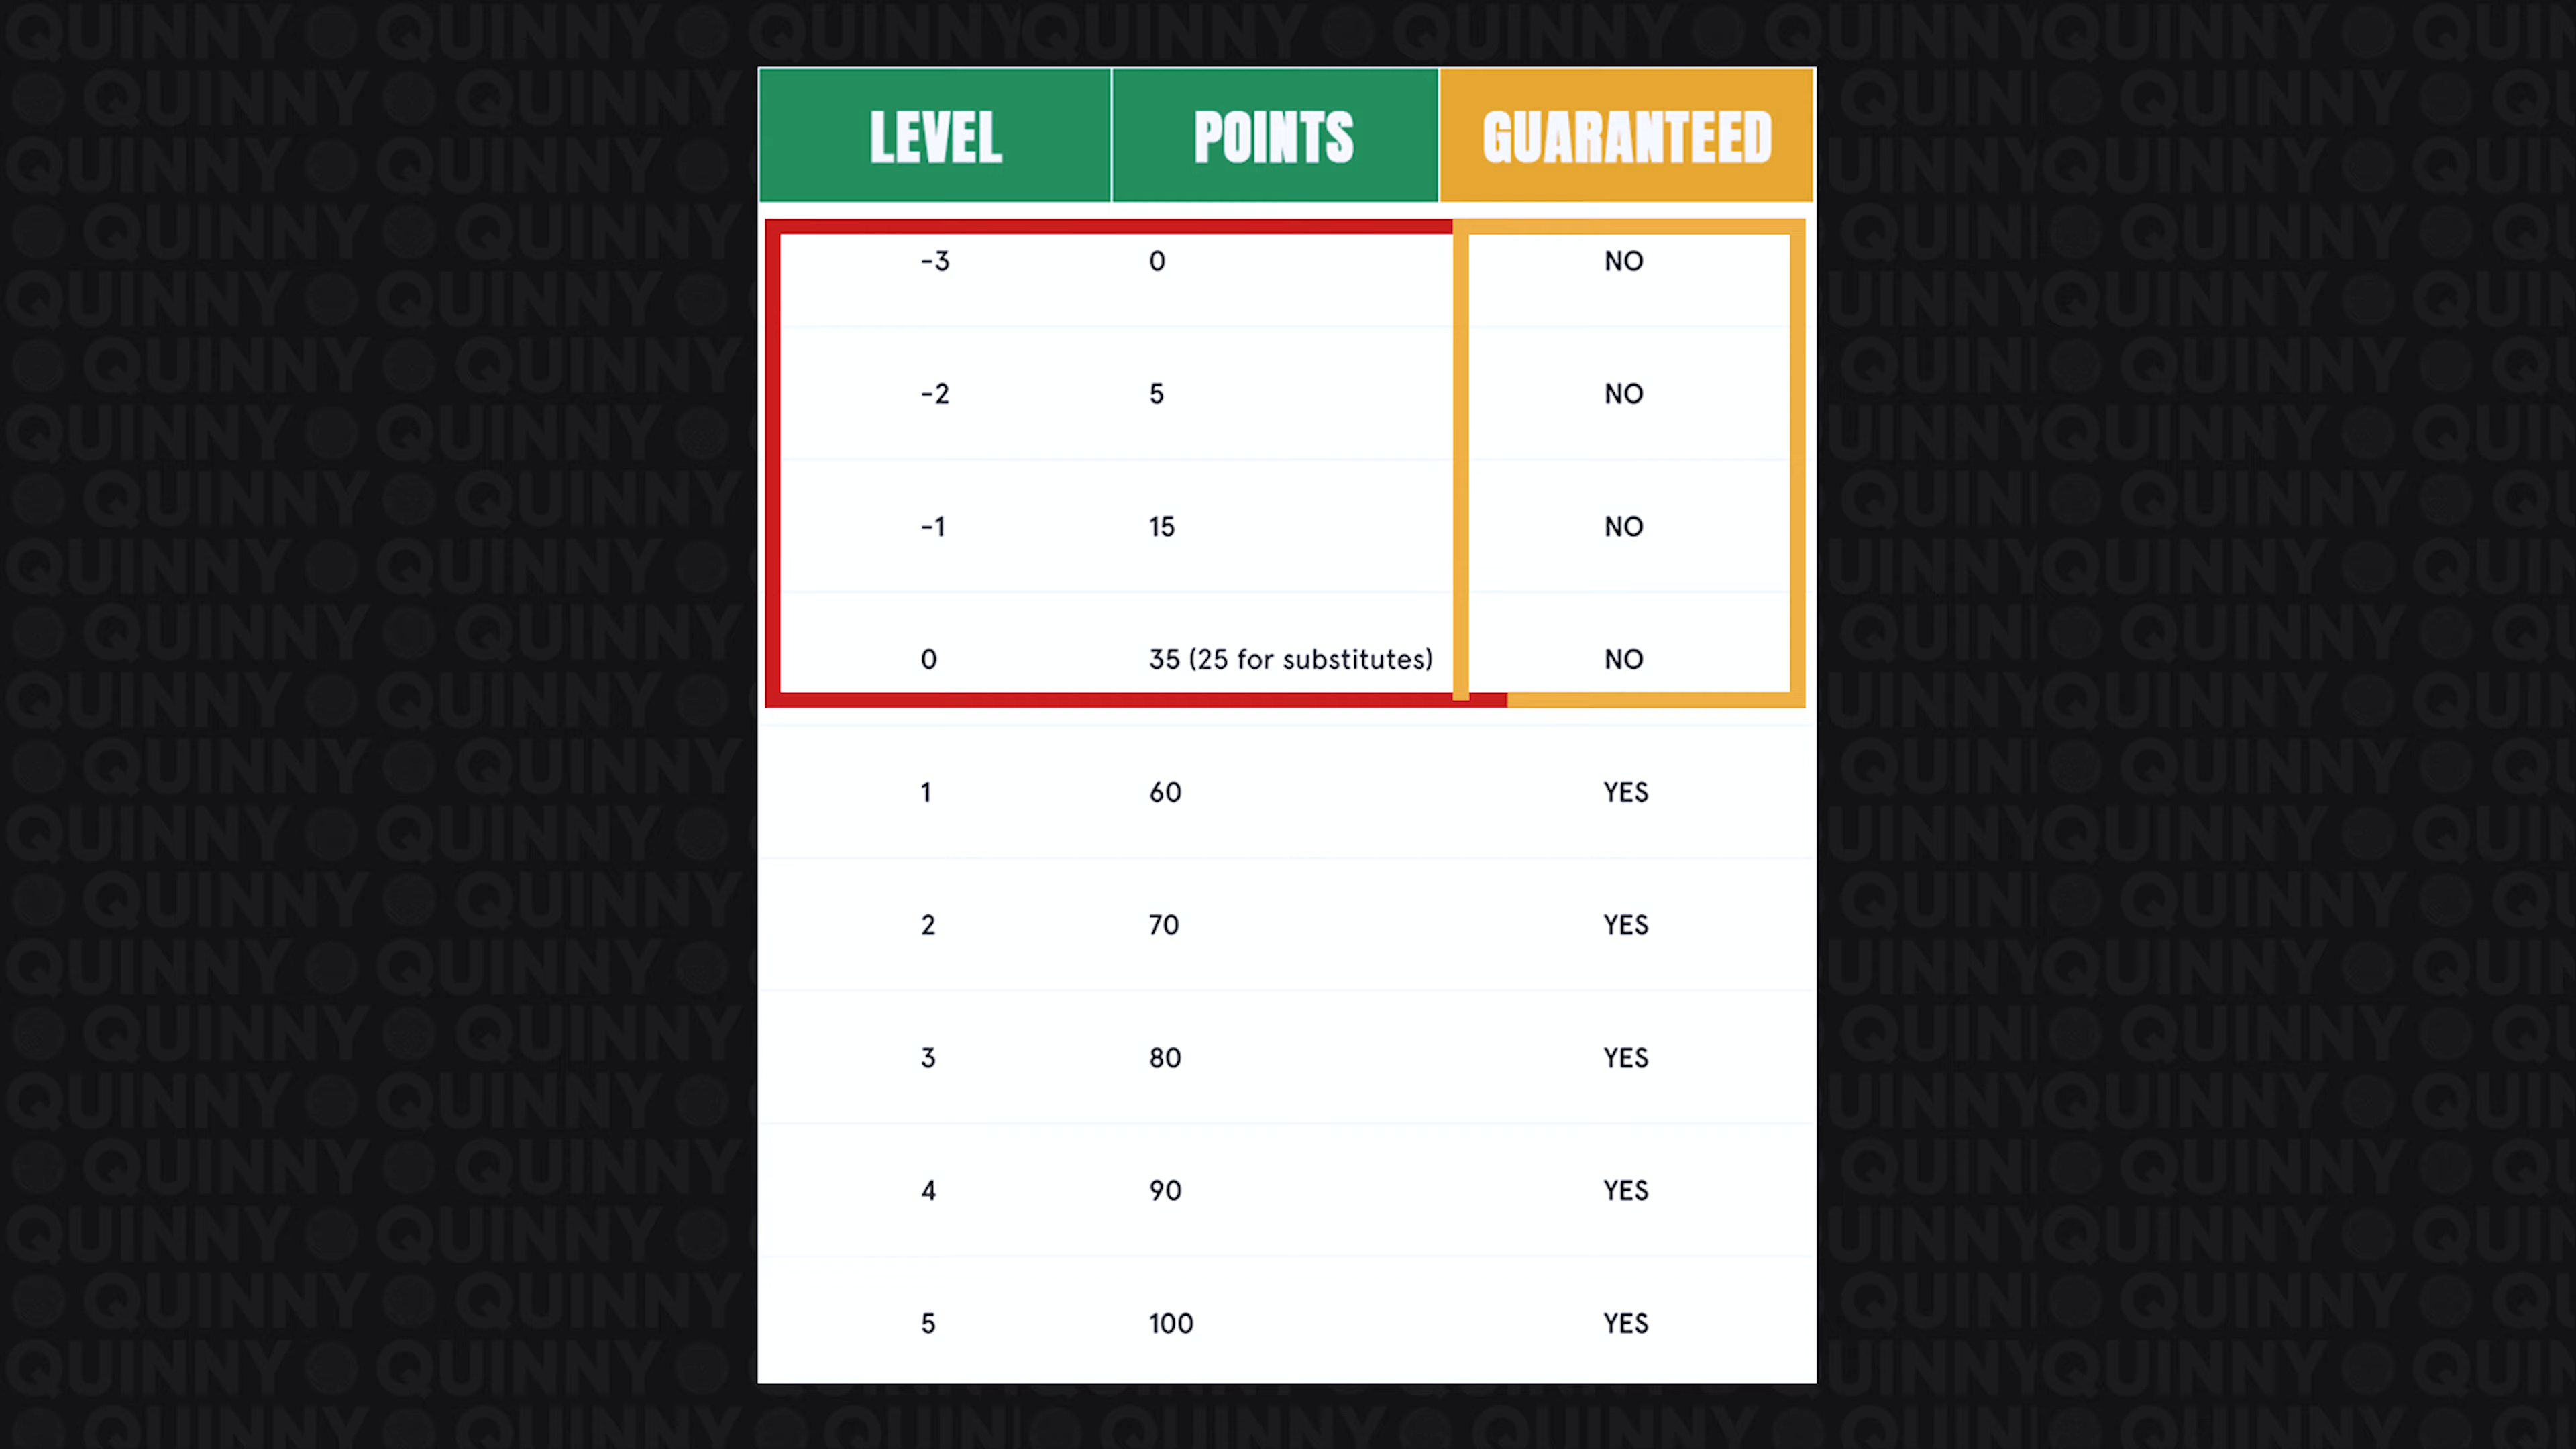 LEVEL POINTS GUARANTEED
-3 0 NO
-2 5 NO
-1 15 NO
0 35 (25 for substitutes) NO
1 60 YES
2 70 YES
3 80 YES
4 90 YES
5 100 YES
QUINNY